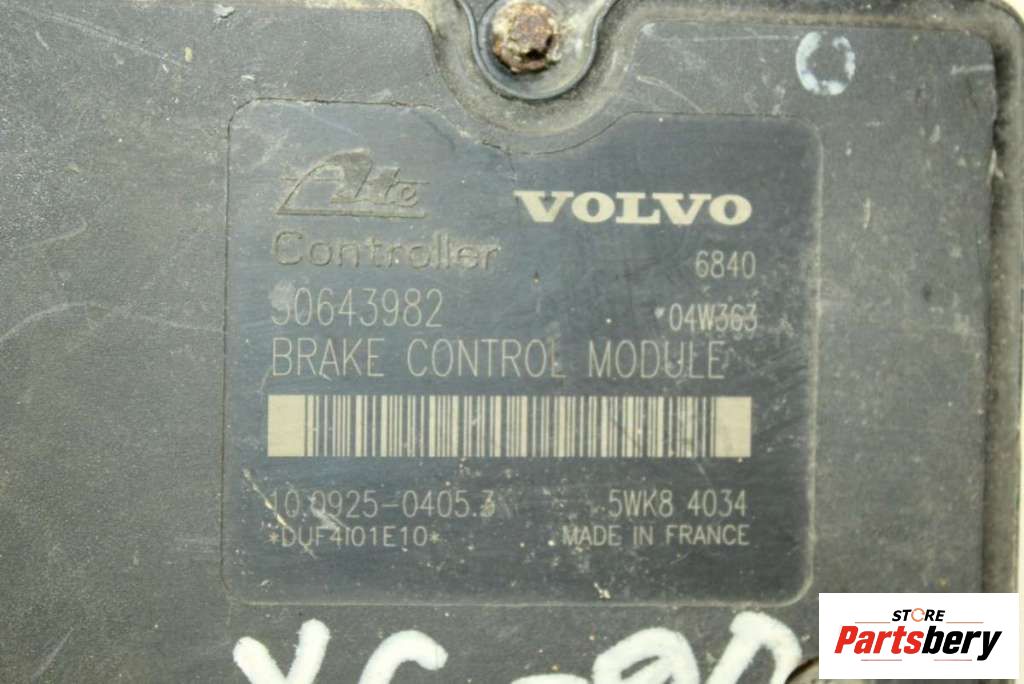 Ate
VOLVO
Controller
6840
30643982
04W363
BRAKE CONTROL MODULE
10.0925-0405.3
5WK8 4034
*DUF4I01E10*
MADE IN FRANCE
STORE
Partsbery